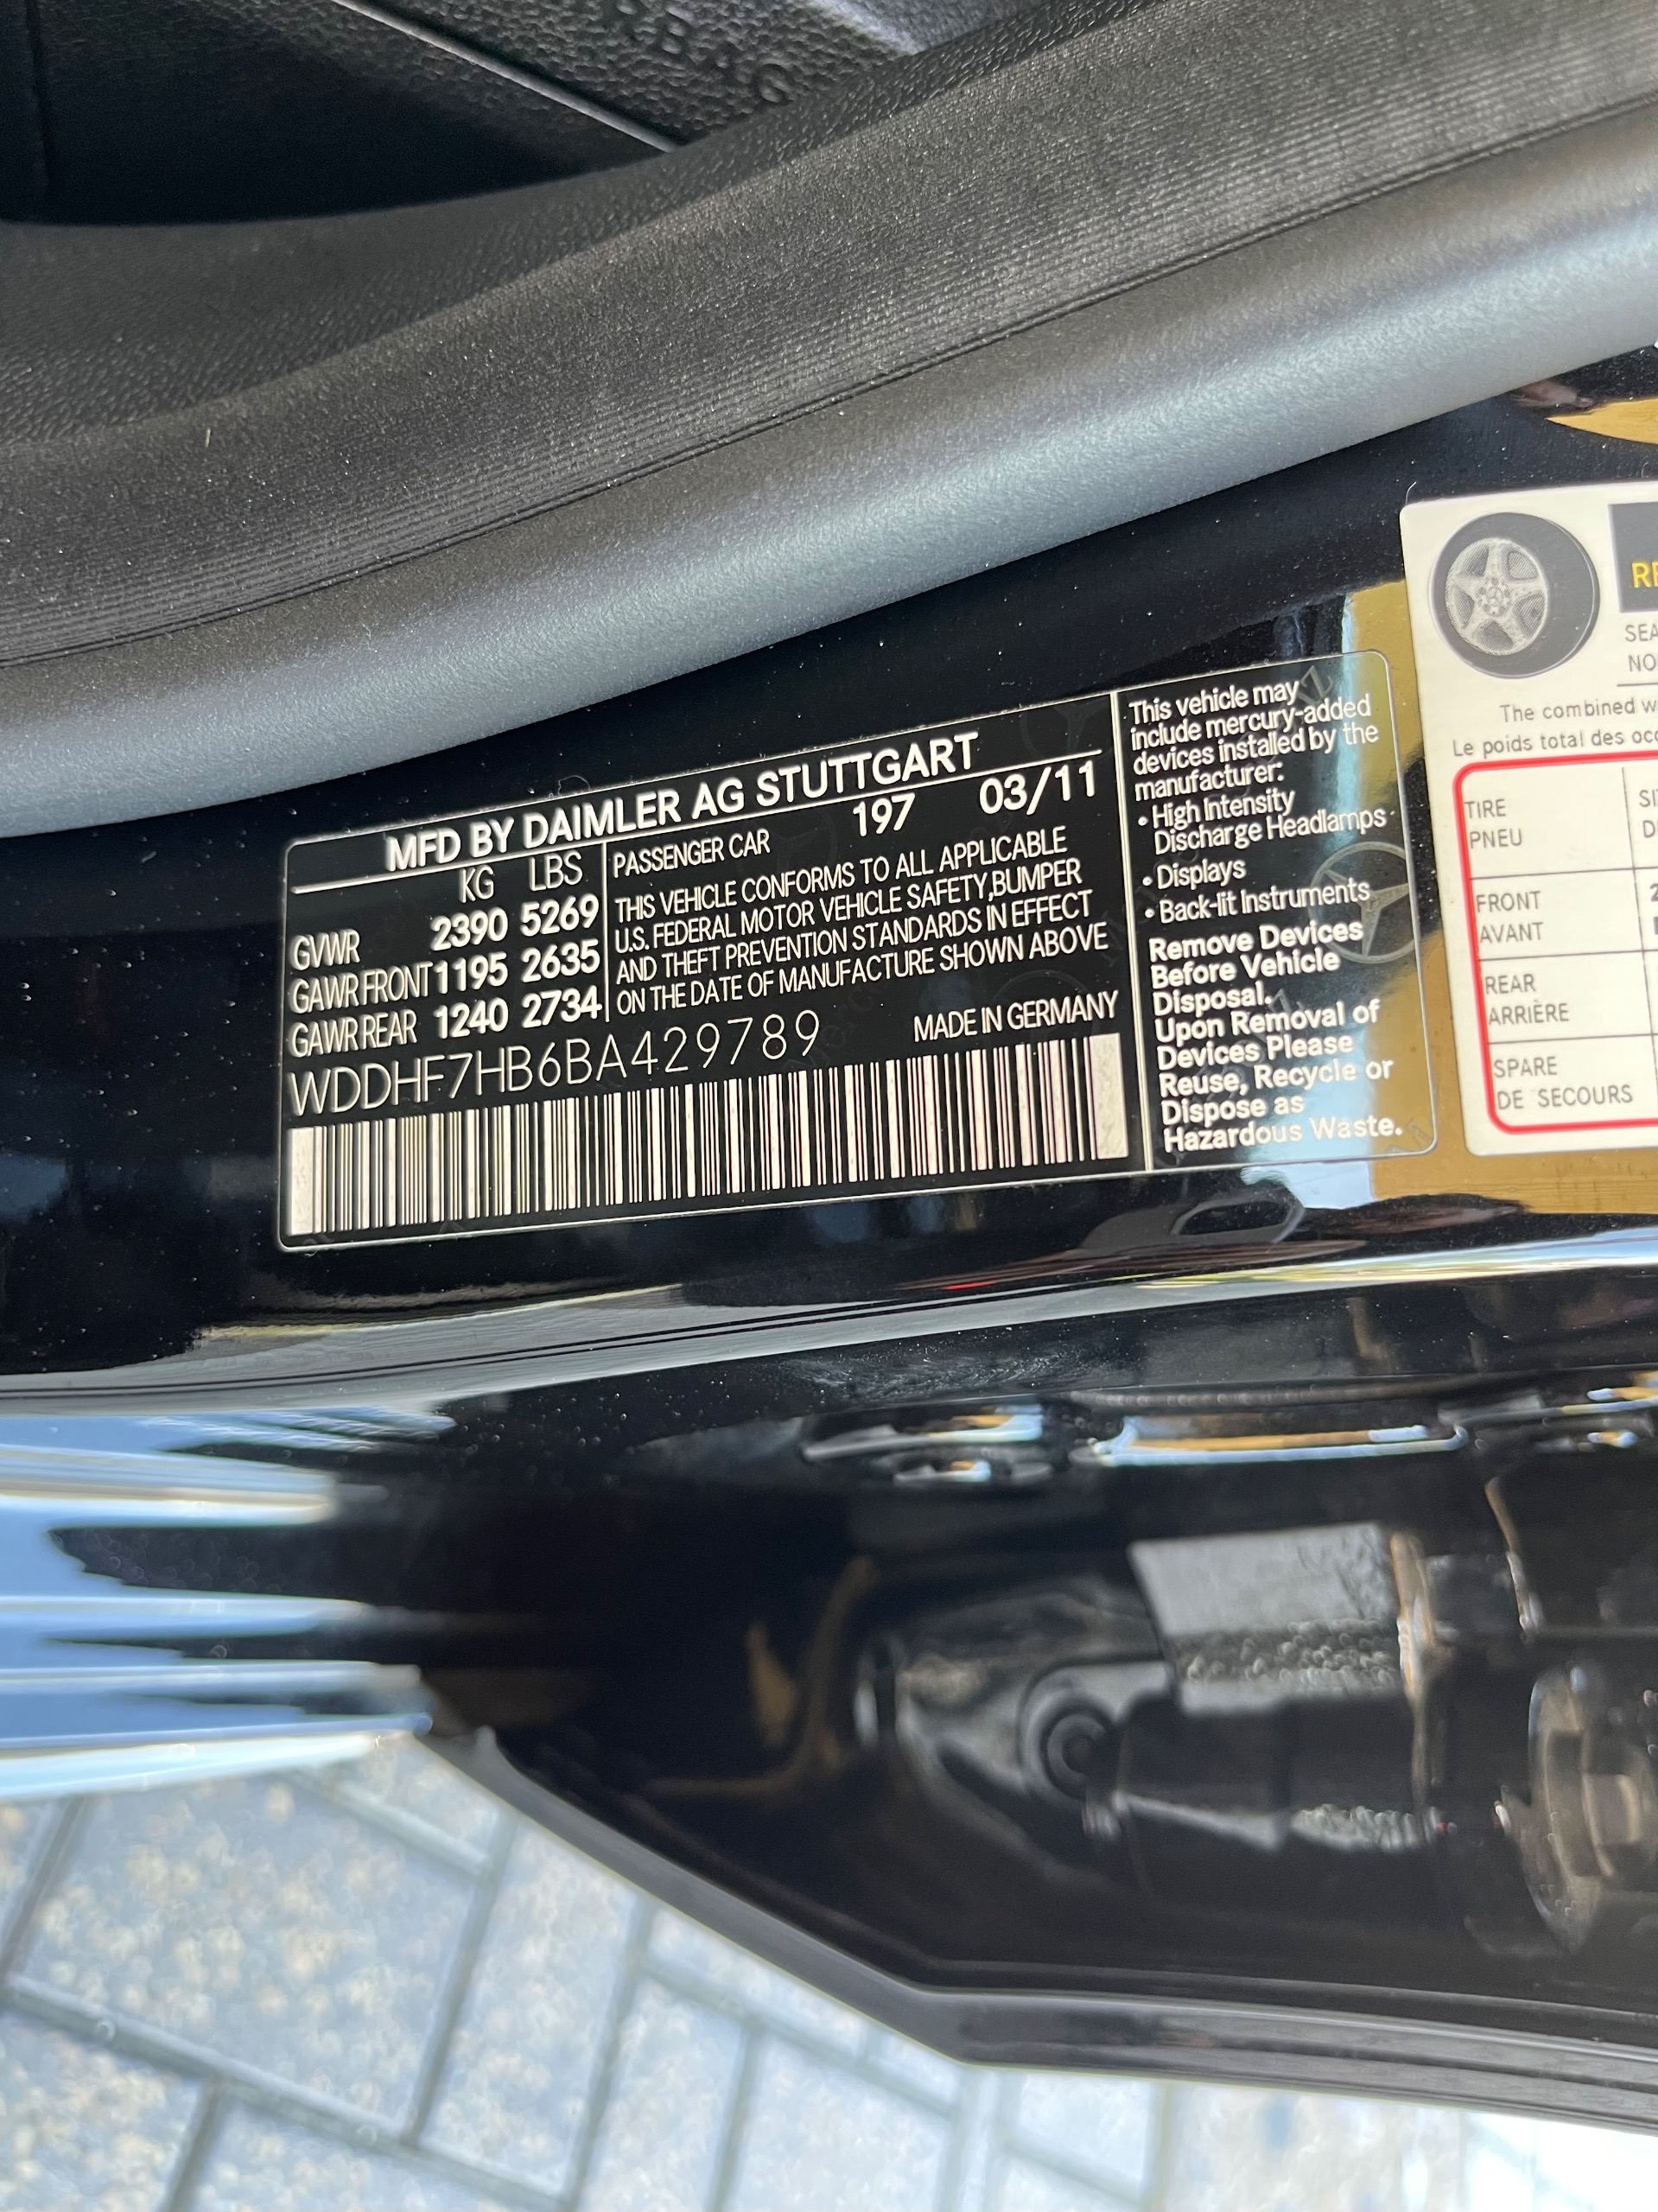 AIRBAG
MFD BY DAIMLER AG STUTTGART
KG LBS
GVWR 2390 5269
GAWR FRONT 1195 2635
GAWR REAR 1240 2734
PASSENGER CAR 197 03/11
THIS VEHICLE CONFORMS TO ALL APPLICABLE
U.S. FEDERAL MOTOR VEHICLE SAFETY,BUMPER
AND THEFT PREVENTION STANDARDS IN EFFECT
ON THE DATE OF MANUFACTURE SHOWN ABOVE
WDDHF7HB6BA429789
MADE IN GERMANY
This vehicle may
include mercury-added
devices installed by the
manufacturer:
• High Intensity
Discharge Headlamps
• Displays
• Back-lit Instruments
Remove Devices
Before Vehicle
Disposal.
Upon Removal of
Devices Please
Reuse, Recycle or
Dispose as
Hazardous Waste.
The combined
Le poids total des
TIRE
PNEU
FRONT
AVANT
REAR
ARRIÈRE
SPARE
DE SECOURS